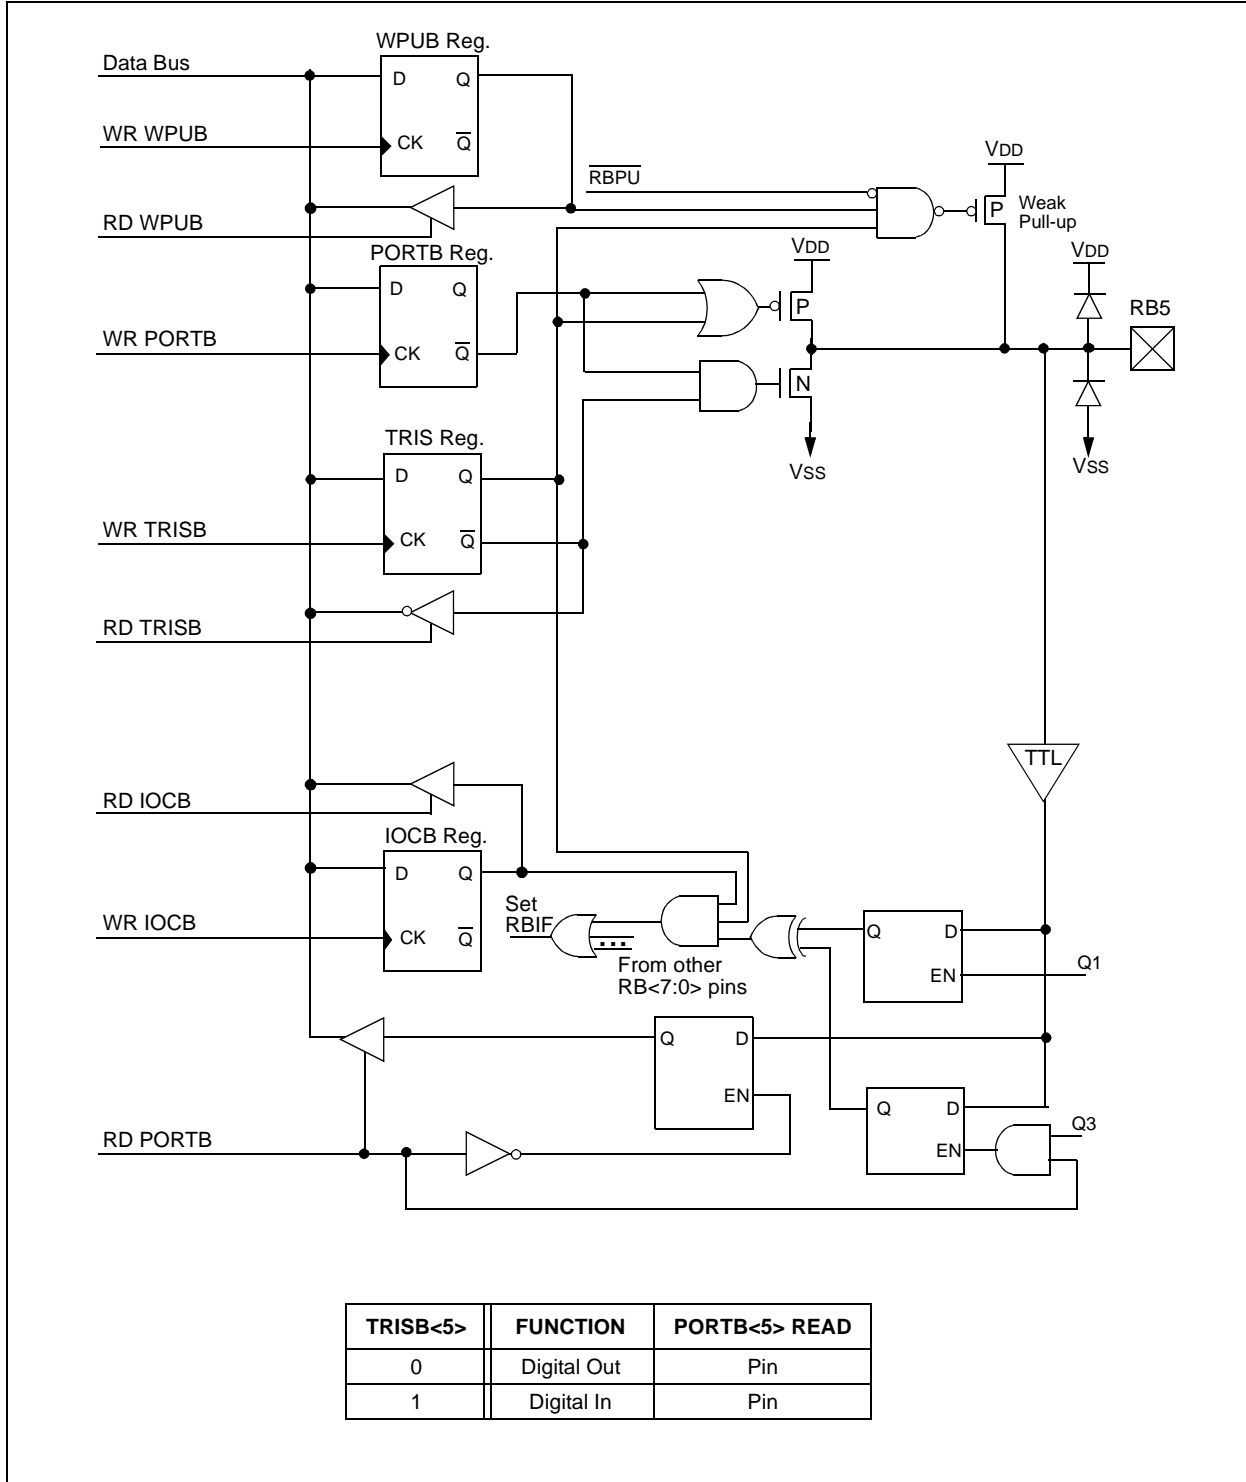 WPUB Reg.
Data Bus
D Q
WR WPUB
CK Q̅
VDD
R̅B̅P̅U̅
P
Weak
Pull-up
RD WPUB
PORTB Reg.
VDD
VDD
D Q
P
RB5
WR PORTB
CK Q̅
N
TRIS Reg.
VSS
VSS
D Q
WR TRISB
CK Q̅
RD TRISB
TTL
RD IOCB
IOCB Reg.
D Q
Set
RBIF
WR IOCB
CK Q̅
...
From other
RB<7:0> pins
Q D
EN
Q1
Q D
EN
Q D
EN
Q3
RD PORTB
TRISB<5> FUNCTION PORTB<5> READ
0 Digital Out Pin
1 Digital In Pin